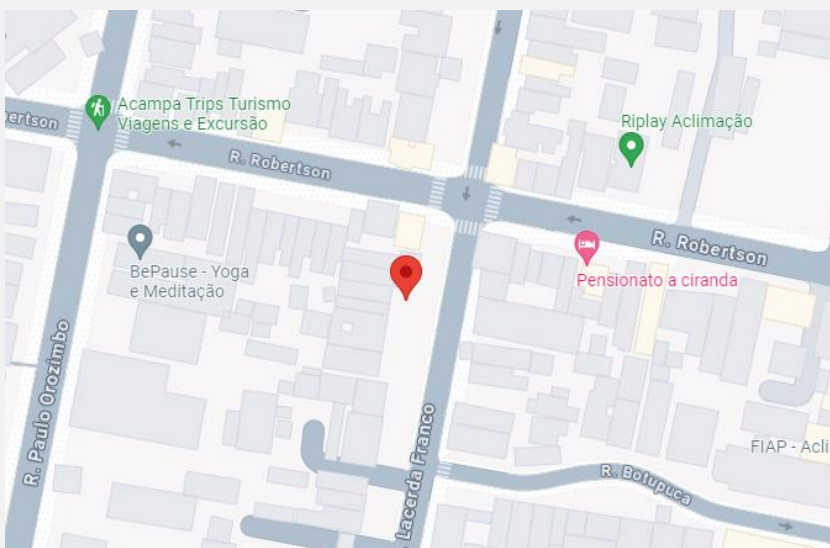 Acampa Trips Turismo
Viagens e Excursão
Riplay Aclimação
bertson
R. Robertson
R. Robertson
BePause - Yoga
e Meditação
Pensionato a ciranda
R. Paulo Orozimbo
Lacerda Franco
FIAP - Acli
R. Botupuca